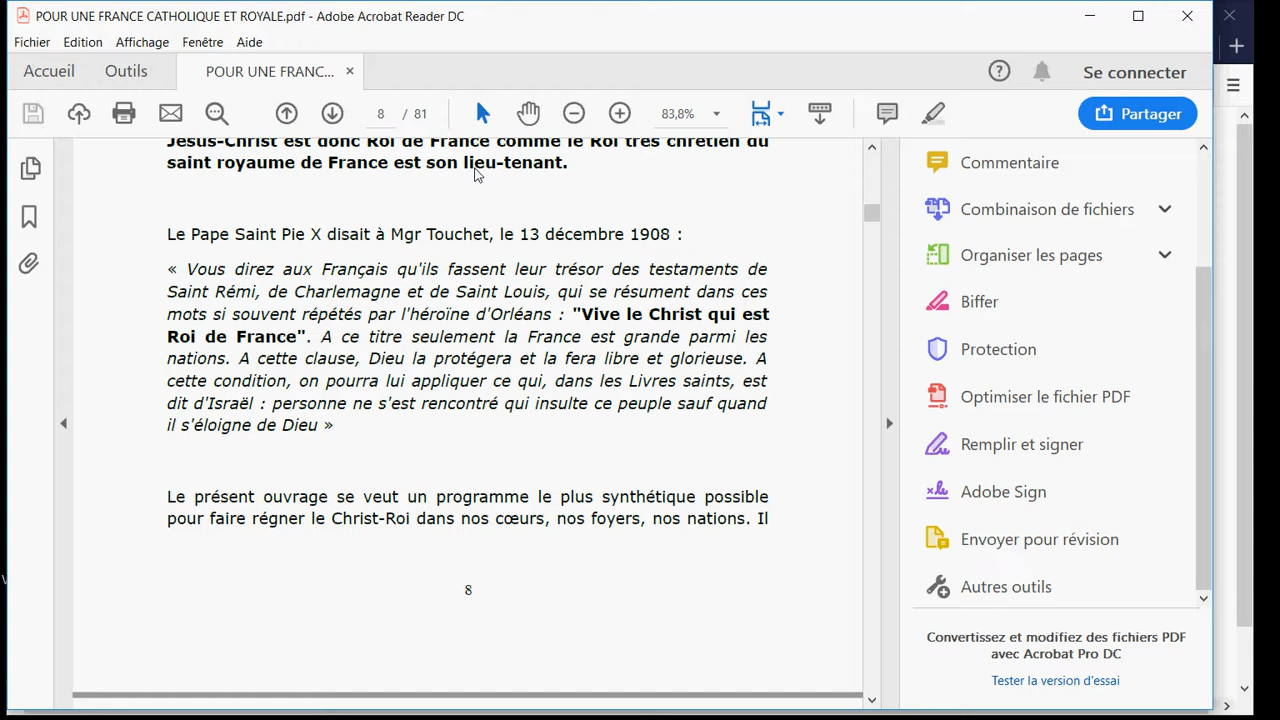 POUR UNE FRANCE CATHOLIQUE ET ROYALE.pdf - Adobe Acrobat Reader DC
Fichier Edition Affichage Fenêtre Aide
Accueil Outils POUR UNE FRANC... × Se connecter
8 / 81 83,8% Partager
Jésus-Christ est donc Roi de France comme le Roi très chrétien du
saint royaume de France est son lieu-tenant.
Le Pape Saint Pie X disait à Mgr Touchet, le 13 décembre 1908 :
« Vous direz aux Français qu'ils fassent leur trésor des testaments de
Saint Rémi, de Charlemagne et de Saint Louis, qui se résument dans ces
mots si souvent répétés par l'héroïne d'Orléans : "Vive le Christ qui est
Roi de France". A ce titre seulement la France est grande parmi les
nations. A cette clause, Dieu la protégera et la fera libre et glorieuse. A
cette condition, on pourra lui appliquer ce qui, dans les Livres saints, est
dit d'Israël : personne ne s'est rencontré qui insulte ce peuple sauf quand
il s'éloigne de Dieu »
Le présent ouvrage se veut un programme le plus synthétique possible
pour faire régner le Christ-Roi dans nos cœurs, nos foyers, nos nations. Il
8
Commentaire
Combinaison de fichiers
Organiser les pages
Biffer
Protection
Optimiser le fichier PDF
Remplir et signer
Adobe Sign
Envoyer pour révision
Autres outils
Convertissez et modifiez des fichiers PDF
avec Acrobat Pro DC
Tester la version d'essai